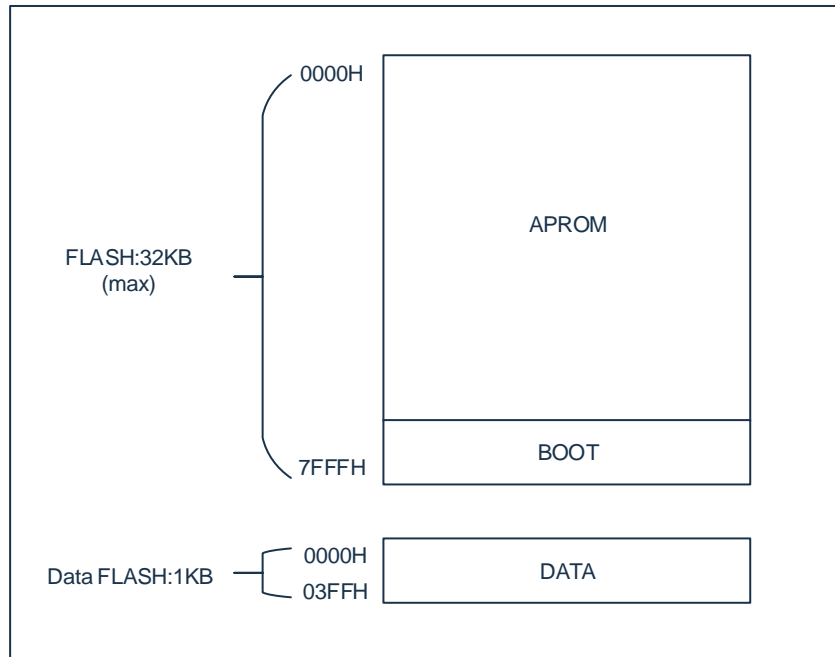 0000H
APROM
FLASH:32KB
(max)
BOOT
7FFFH
0000H
Data FLASH:1KB
DATA
03FFH